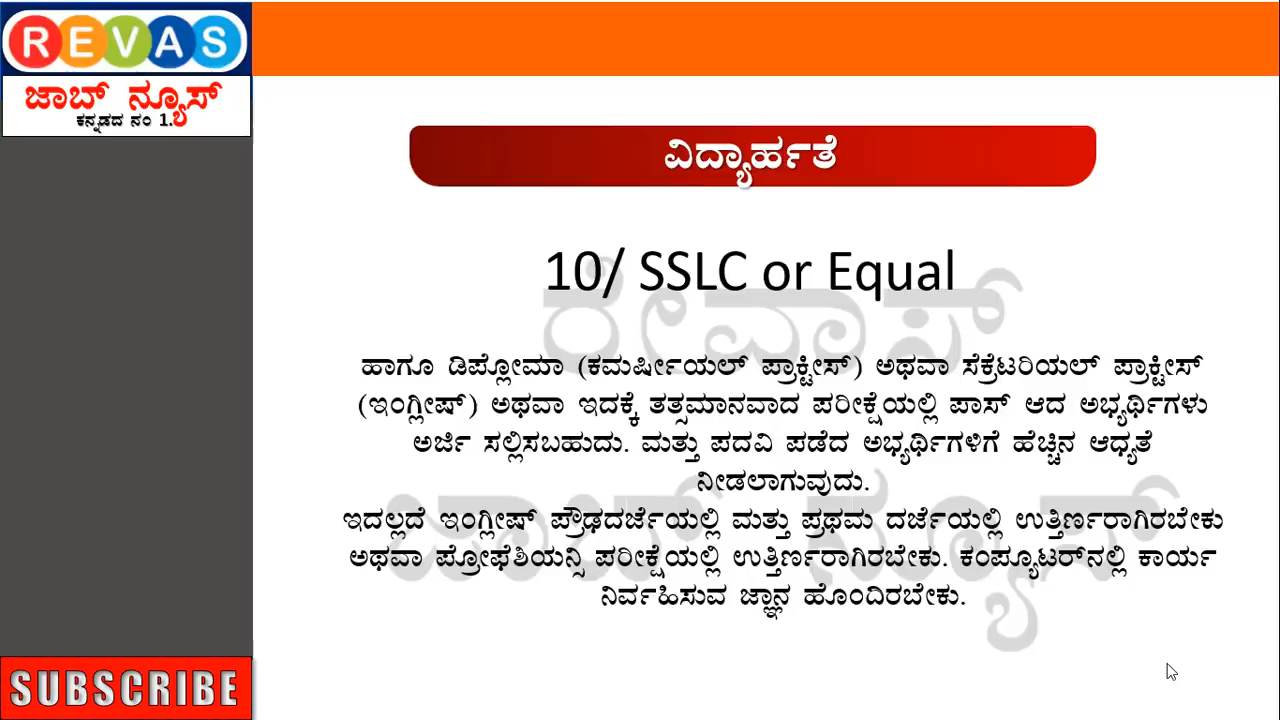 REVAS
ಜಾಬ್ ನ್ಯೂಸ್
ಕನ್ನಡದ ನಂ 1.
ವಿದ್ಯಾರ್ಹತೆ
10/ SSLC or Equal
ರೇವಾಸ್
ಹಾಗೂ ಡಿಪ್ಲೋಮಾ (ಕಮರ್ಷಿಯಲ್ ಪ್ರಾಕ್ಟೀಸ್) ಅಥವಾ ಸೆಕ್ರೆಟರಿಯಲ್ ಪ್ರಾಕ್ಟೀಸ್
(ಇಂಗ್ಲೀಷ್) ಅಥವಾ ಇದಕ್ಕೆ ತತ್ಸಮಾನವಾದ ಪರೀಕ್ಷೆಯಲ್ಲಿ ಪಾಸ್ ಆದ ಅಭ್ಯರ್ಥಿಗಳು
ಅರ್ಜಿ ಸಲ್ಲಿಸಬಹುದು. ಮತ್ತು ಪದವಿ ಪಡೆದ ಅಭ್ಯರ್ಥಿಗಳಿಗೆ ಹೆಚ್ಚಿನ ಆಧ್ಯತೆ
ನೀಡಲಾಗುವುದು.
ಜಾಬ್ ನ್ಯೂಸ್
ಇದಲ್ಲದೆ ಇಂಗ್ಲೀಷ್ ಪ್ರೌಢದರ್ಜೆಯಲ್ಲಿ ಮತ್ತು ಪ್ರಥಮ ದರ್ಜೆಯಲ್ಲಿ ಉತ್ತಿರ್ಣರಾಗಿರಬೇಕು
ಅಥವಾ ಪ್ರೋಫೆಶಿಯನ್ಸಿ ಪರೀಕ್ಷೆಯಲ್ಲಿ ಉತ್ತಿರ್ಣರಾಗಿರಬೇಕು. ಕಂಪ್ಯೂಟರ್‌ನಲ್ಲಿ ಕಾರ್ಯ
ನಿರ್ವಹಿಸುವ ಜ್ಞಾನ ಹೊಂದಿರಬೇಕು.
SUBSCRIBE